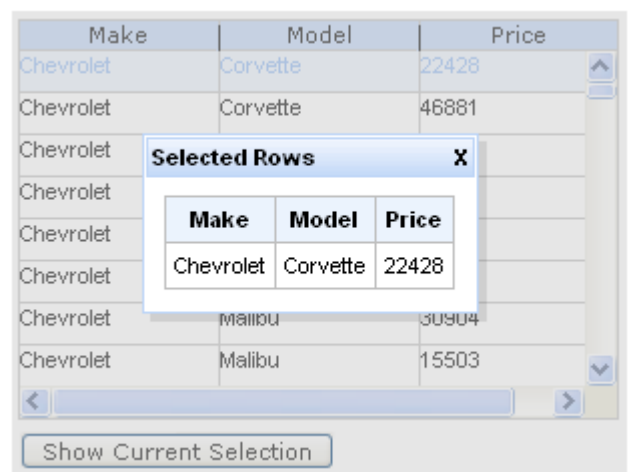 Make Model Price
Chevrolet Corvette 22428
Chevrolet Corvette 46881
Chevrolet
Selected Rows X
Chevrolet
Make Model Price
Chevrolet
Chevrolet Corvette 22428
Chevrolet
Chevrolet Malibu 30904
Chevrolet Malibu 15503
Show Current Selection